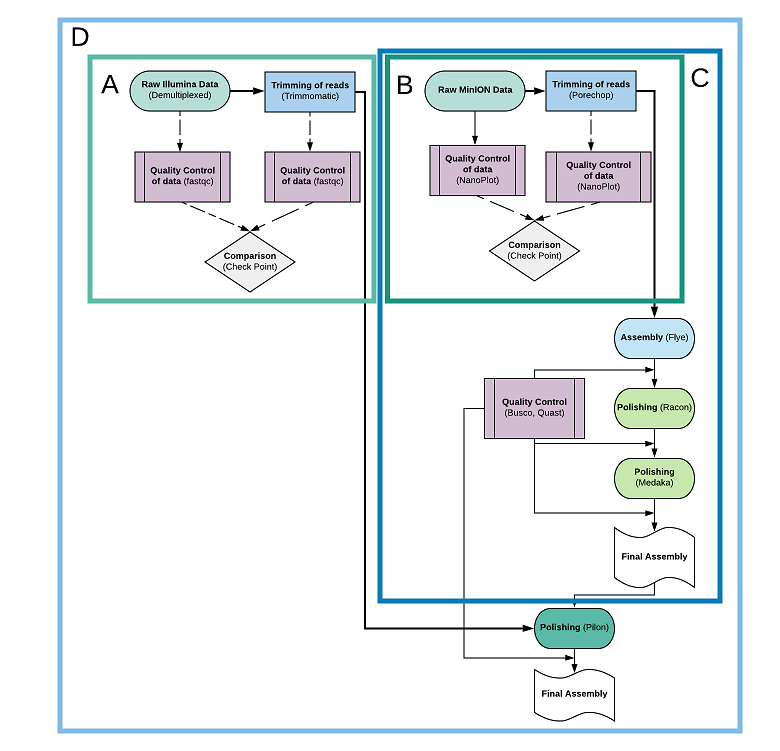 D
A
Raw Illumina Data
(Demultiplexed)
Trimming of reads
(Trimmomatic)
Quality Control
of data (fastqc)
Quality Control
of data (fastqc)
Comparison
(Check Point)
B
Raw MinION Data
Trimming of reads
(Porechop)
C
Quality Control
of data
(NanoPlot)
Quality Control
of data
(NanoPlot)
Comparison
(Check Point)
Assembly (Flye)
Quality Control
(Busco, Quast)
Polishing (Racon)
Polishing
(Medaka)
Final Assembly
Polishing (Pilon)
Final Assembly